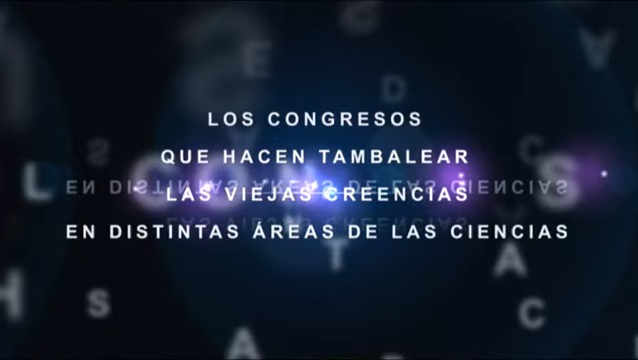 LOS CONGRESOS
QUE HACEN TAMBALEAR
LAS VIEJAS CREENCIAS
EN DISTINTAS ÁREAS DE LAS CIENCIAS